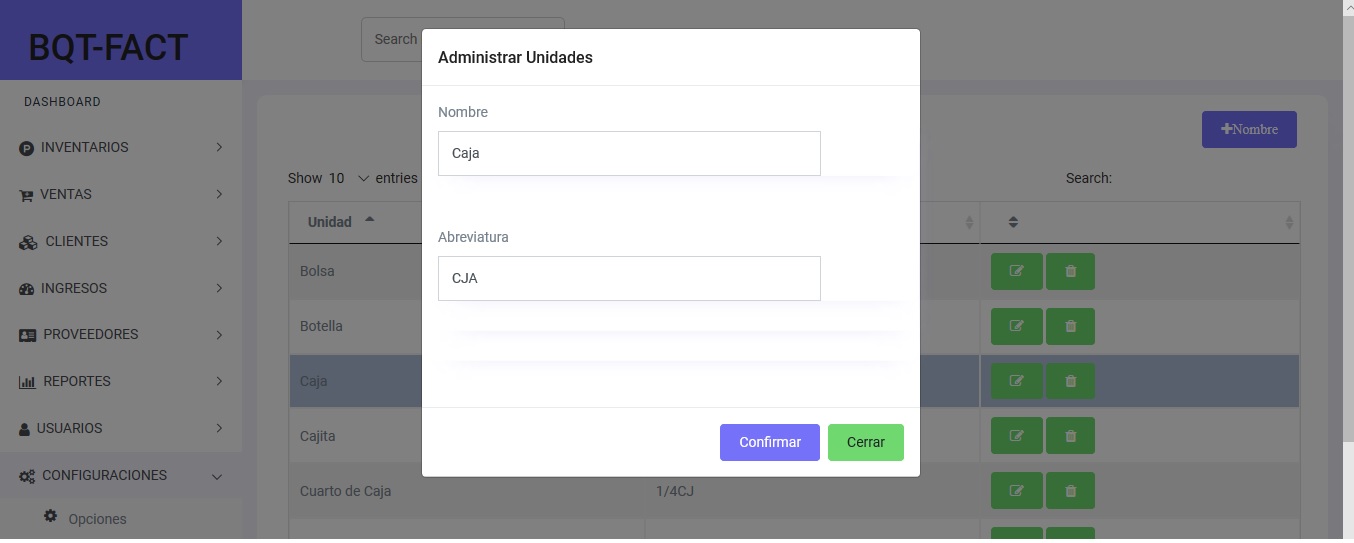 BQT-FACT
Search
DASHBOARD
INVENTARIOS
VENTAS
CLIENTES
INGRESOS
PROVEEDORES
REPORTES
USUARIOS
CONFIGURACIONES
Opciones
Administrar Unidades
Nombre
Caja
Abreviatura
CJA
Confirmar Cerrar
Nombre
Show 10 entries
Search:
Unidad
Bolsa
Botella
Caja
Cajita
Cuarto de Caja 1/4CJ